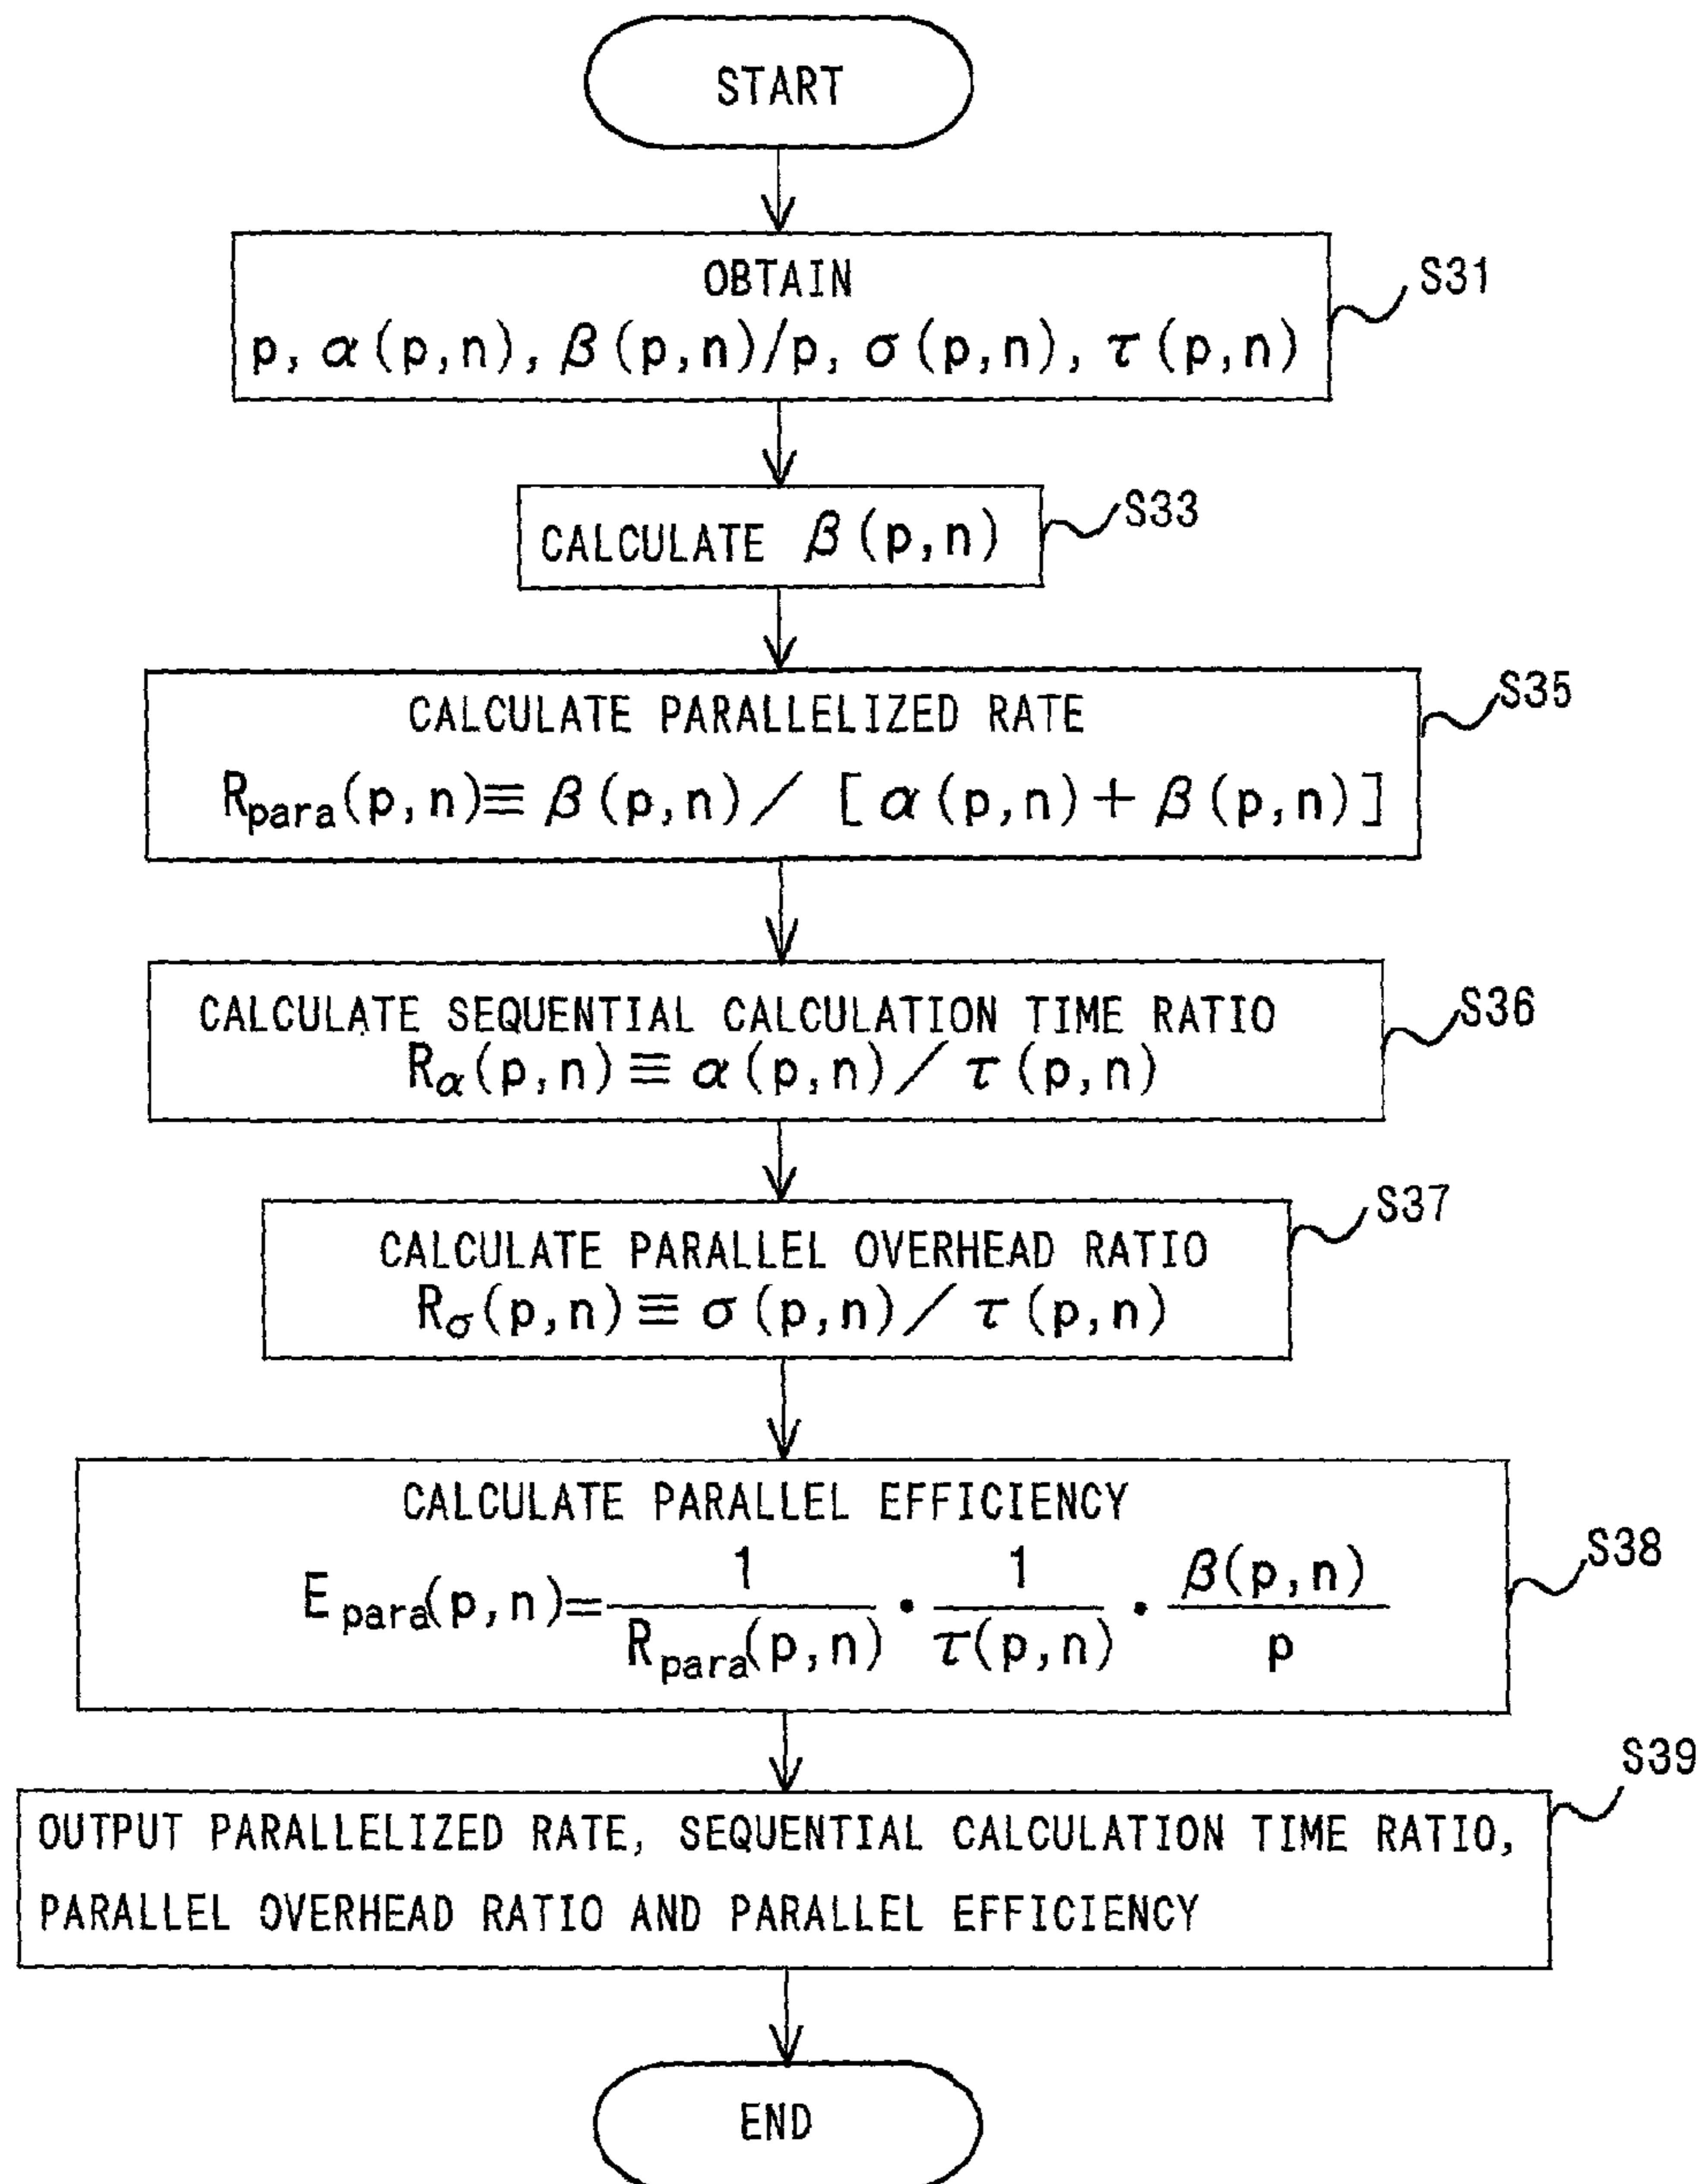 START
OBTAIN
S31
p, α(p,n), β(p,n)/p, σ(p,n), τ(p,n)
CALCULATE β(p,n)
S33
CALCULATE PARALLELIZED RATE
S35
Rpara(p,n)≡ β(p,n)/ [α(p,n)+ β(p,n)]
CALCULATE SEQUENTIAL CALCULATION TIME RATIO
S36
Rα(p,n)≡ α(p,n)/ τ(p,n)
CALCULATE PARALLEL OVERHEAD RATIO
S37
Rσ(p,n)≡ σ(p,n)/ τ(p,n)
CALCULATE PARALLEL EFFICIENCY
S38
Epara(p,n)= 1/Rpara(p,n) • 1/τ(p,n) • β(p,n)/p
S39
OUTPUT PARALLELIZED RATE, SEQUENTIAL CALCULATION TIME RATIO,
PARALLEL OVERHEAD RATIO AND PARALLEL EFFICIENCY
END